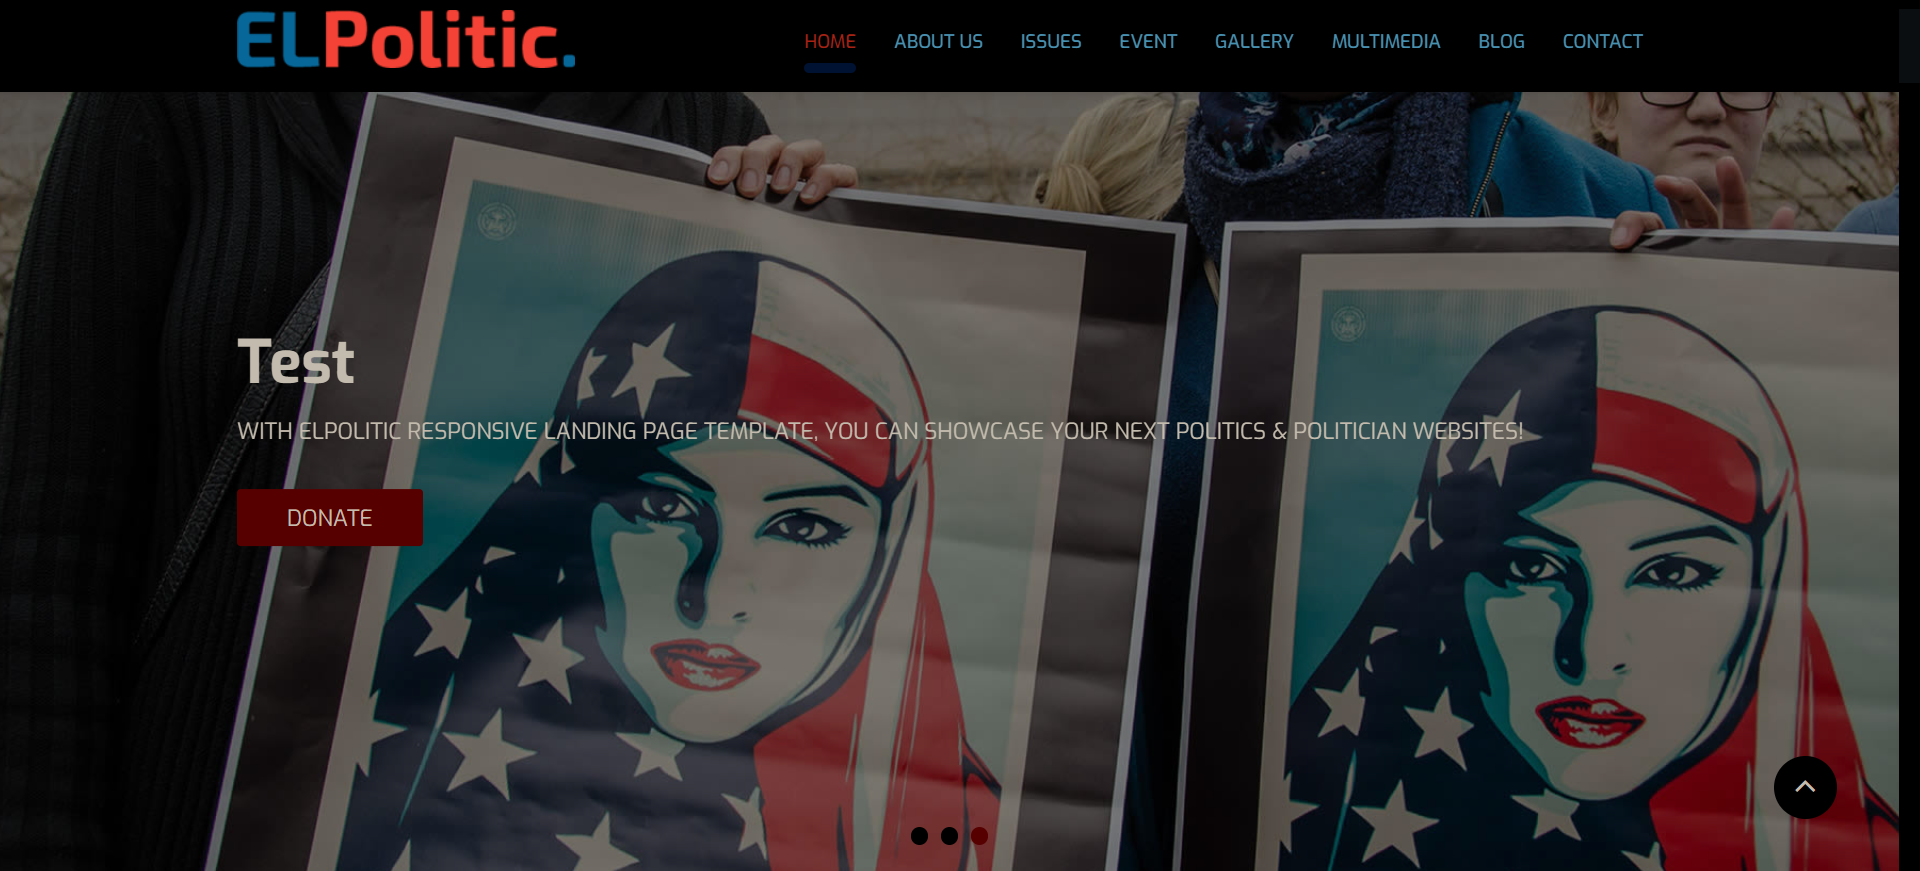 ELPolitic.
HOME ABOUT US ISSUES EVENT GALLERY MULTIMEDIA BLOG CONTACT
Test
WITH ELPOLITIC RESPONSIVE LANDING PAGE TEMPLATE, YOU CAN SHOWCASE YOUR NEXT POLITICS & POLITICIAN WEBSITES!
DONATE